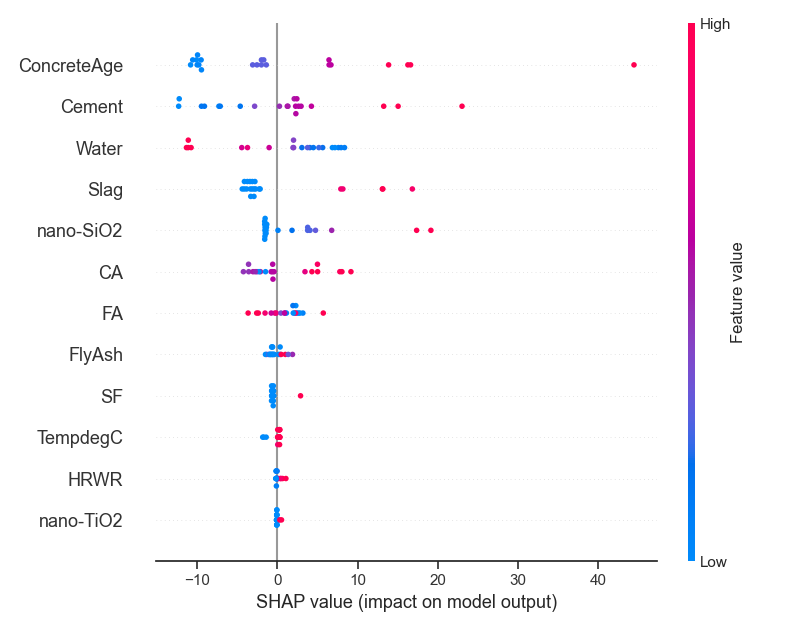 High
ConcreteAge
Cement
Water
Slag
nano-SiO2
CA
FA
FlyAsh
SF
TempdegC
HRWR
nano-TiO2
Feature value
Low
−10 0 10 20 30 40
SHAP value (impact on model output)